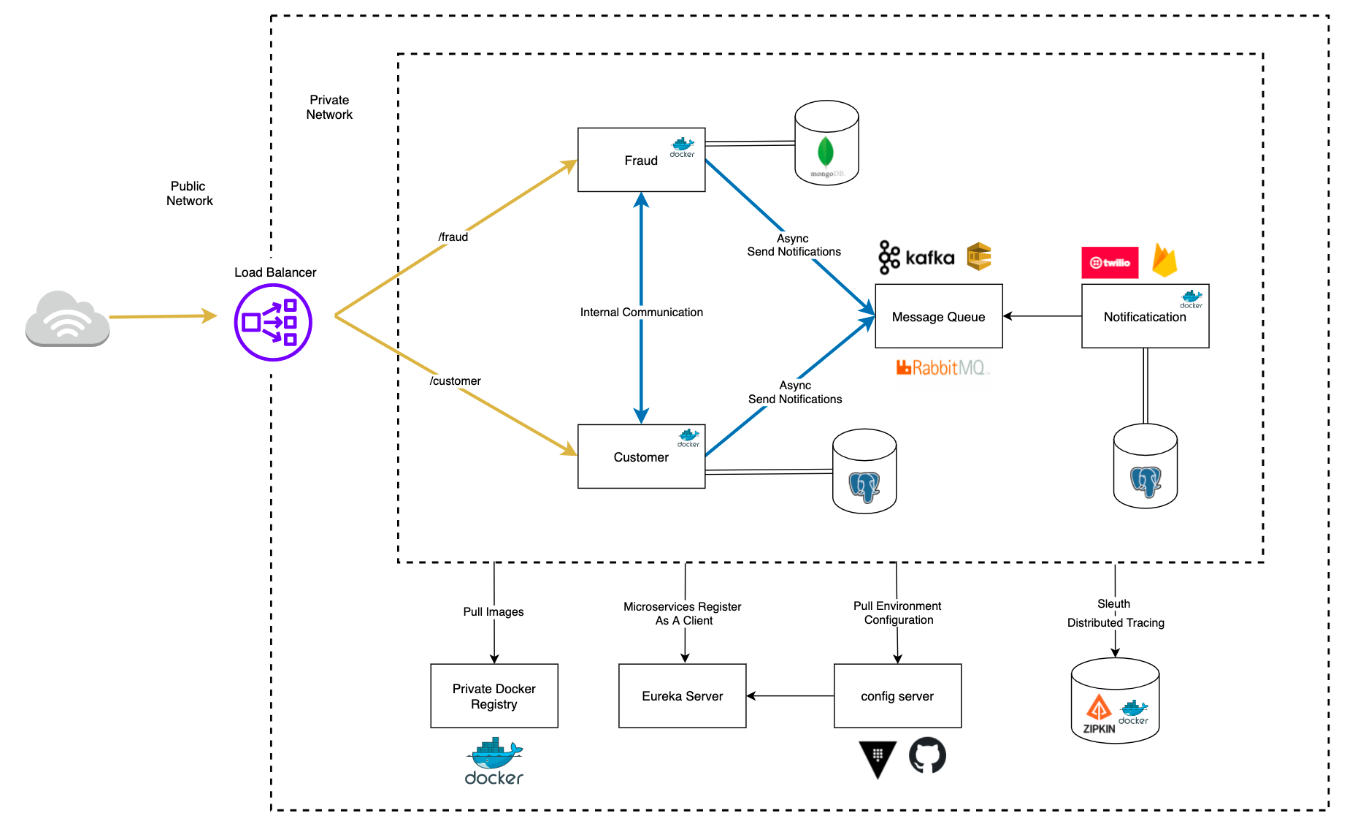 Private
Network
Public
Network
Load Balancer
/fraud
/customer
Fraud
docker
mongoDB
Internal Communication
Async
Send Notifications
kafka
twilio
Message Queue
RabbitMQ
docker
Notificatication
Async
Send Notifications
Customer
docker
Pull Images
Microservices Register
As A Client
Pull Environment
Configuration
Sleuth
Distributed Tracing
Private Docker
Registry
docker
Eureka Server
config server
ZIPKIN
docker